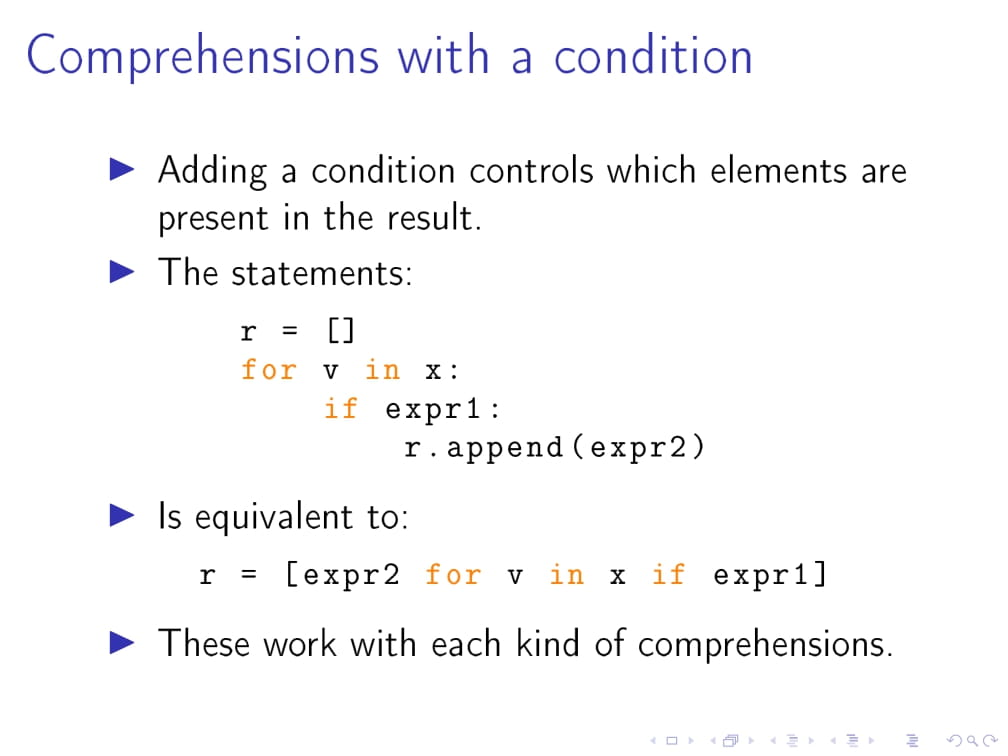 Comprehensions with a condition
Adding a condition controls which elements are
present in the result.
The statements:
r = []
for v in x:
if expr1:
r.append(expr2)
Is equivalent to:
r = [expr2 for v in x if expr1]
These work with each kind of comprehensions.